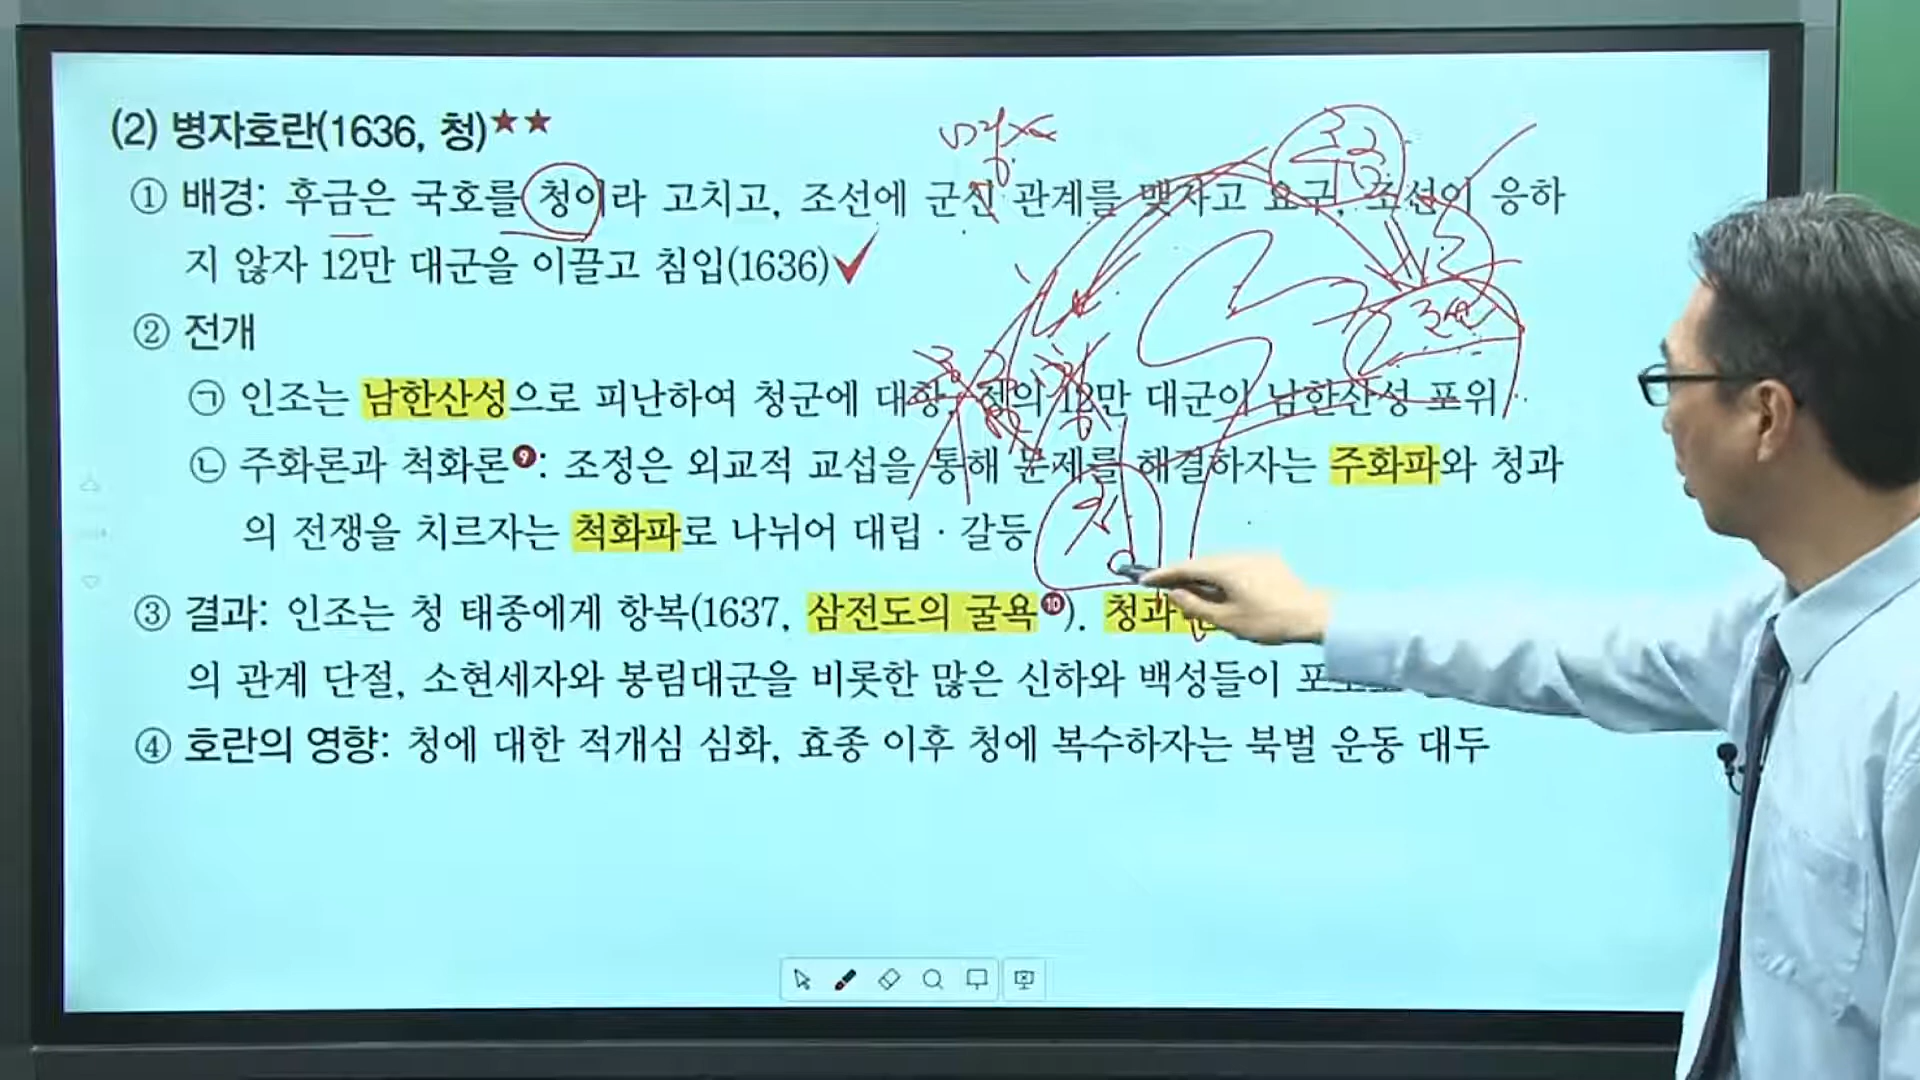 (2) 병자호란(1636, 청)★★
① 배경: 후금은 국호를 청이라 고치고, 조선에 군신 관계를 맺자고 요구, 조선이 응하
지 않자 12만 대군을 이끌고 침입(1636)
② 전개
㉠ 인조는 남한산성으로 피난하여 청군에 대항, 적의 12만 대군이 남한산성 포위
㉡ 주화론과 척화론9: 조정은 외교적 교섭을 통해 문제를 해결하자는 주화파와 청과
의 전쟁을 치르자는 척화파로 나뉘어 대립·갈등
③ 결과: 인조는 청 태종에게 항복(1637, 삼전도의 굴욕10). 청과
의 관계 단절, 소현세자와 봉림대군을 비롯한 많은 신하와 백성들이
④ 호란의 영향: 청에 대한 적개심 심화, 효종 이후 청에 복수하자는 북벌 운동 대두
명
후금
조선
청